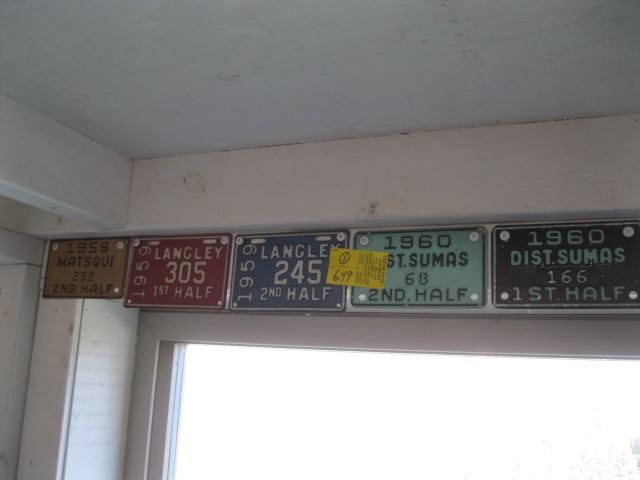 1959
MATSQUI
232
2ND. HALF
1959
LANGLEY
305
1ST HALF
1959
LANGLEY
245
2ND HALF
649
1960
ST. SUMAS
68
2ND. HALF
1960
DIST. SUMAS
166
1ST. HALF